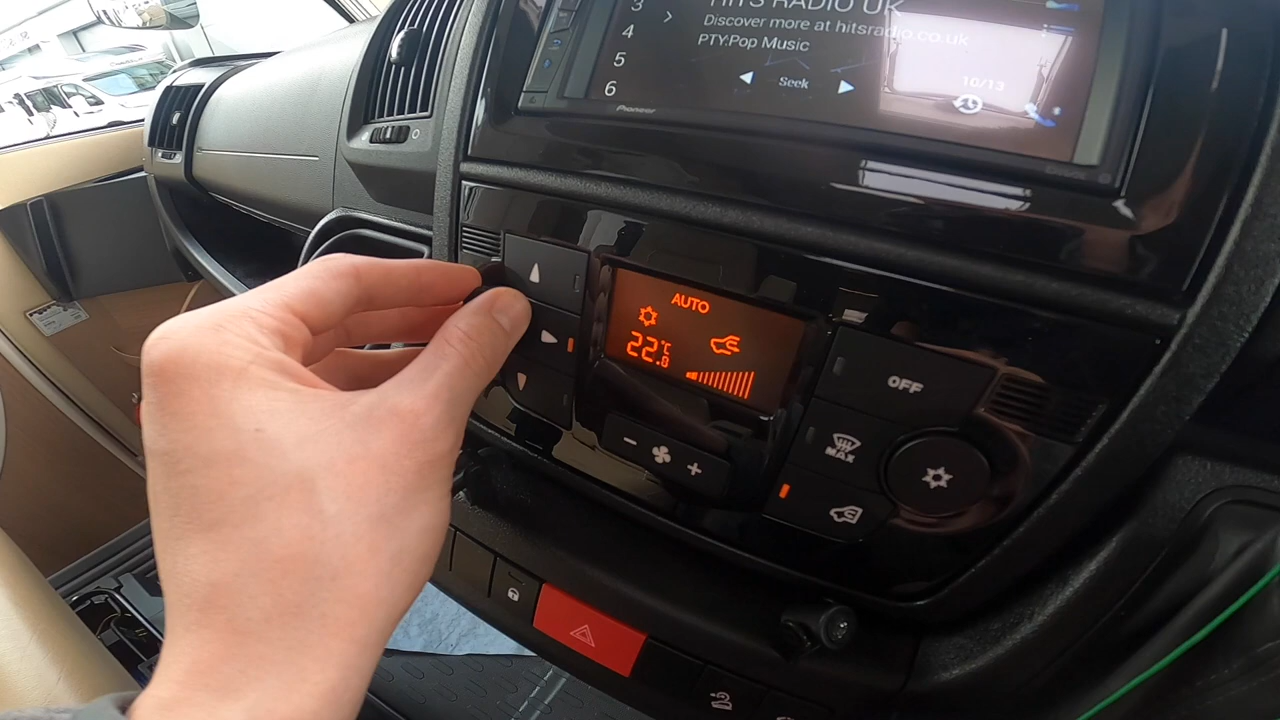 3
HITS RADIO UK
4
Discover more at hitsradio.co.uk
PTY:Pop Music
5
Seek
6
10/13
Pioneer
AUTO
22.0 °C
OFF
MAX